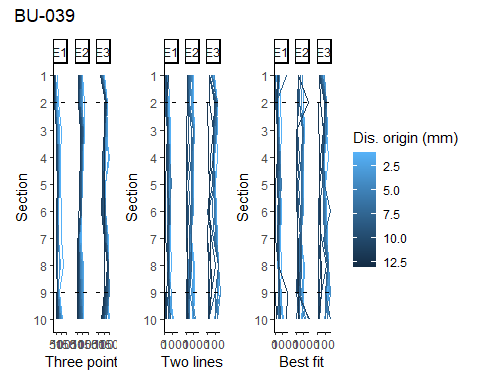 BU-039
E1 E2 E3 E1 E2 E3 E1 E2 E3
1 1 1
2 2 2
3 3 3
4 4 4
5 5 5
6 6 6
7 7 7
8 8 8
9 9 9
10 10 10
Section Section Section
Three point Two lines Best fit
Dis. origin (mm)
2.5
5.0
7.5
10.0
12.5